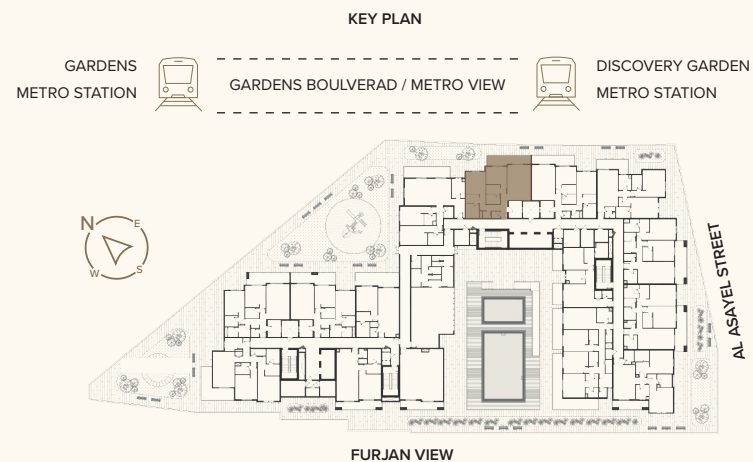 KEY PLAN
GARDENS
METRO STATION
GARDENS BOULVERAD / METRO VIEW
DISCOVERY GARDEN
METRO STATION
N
E
W
S
AL ASAYEL STREET
FURJAN VIEW